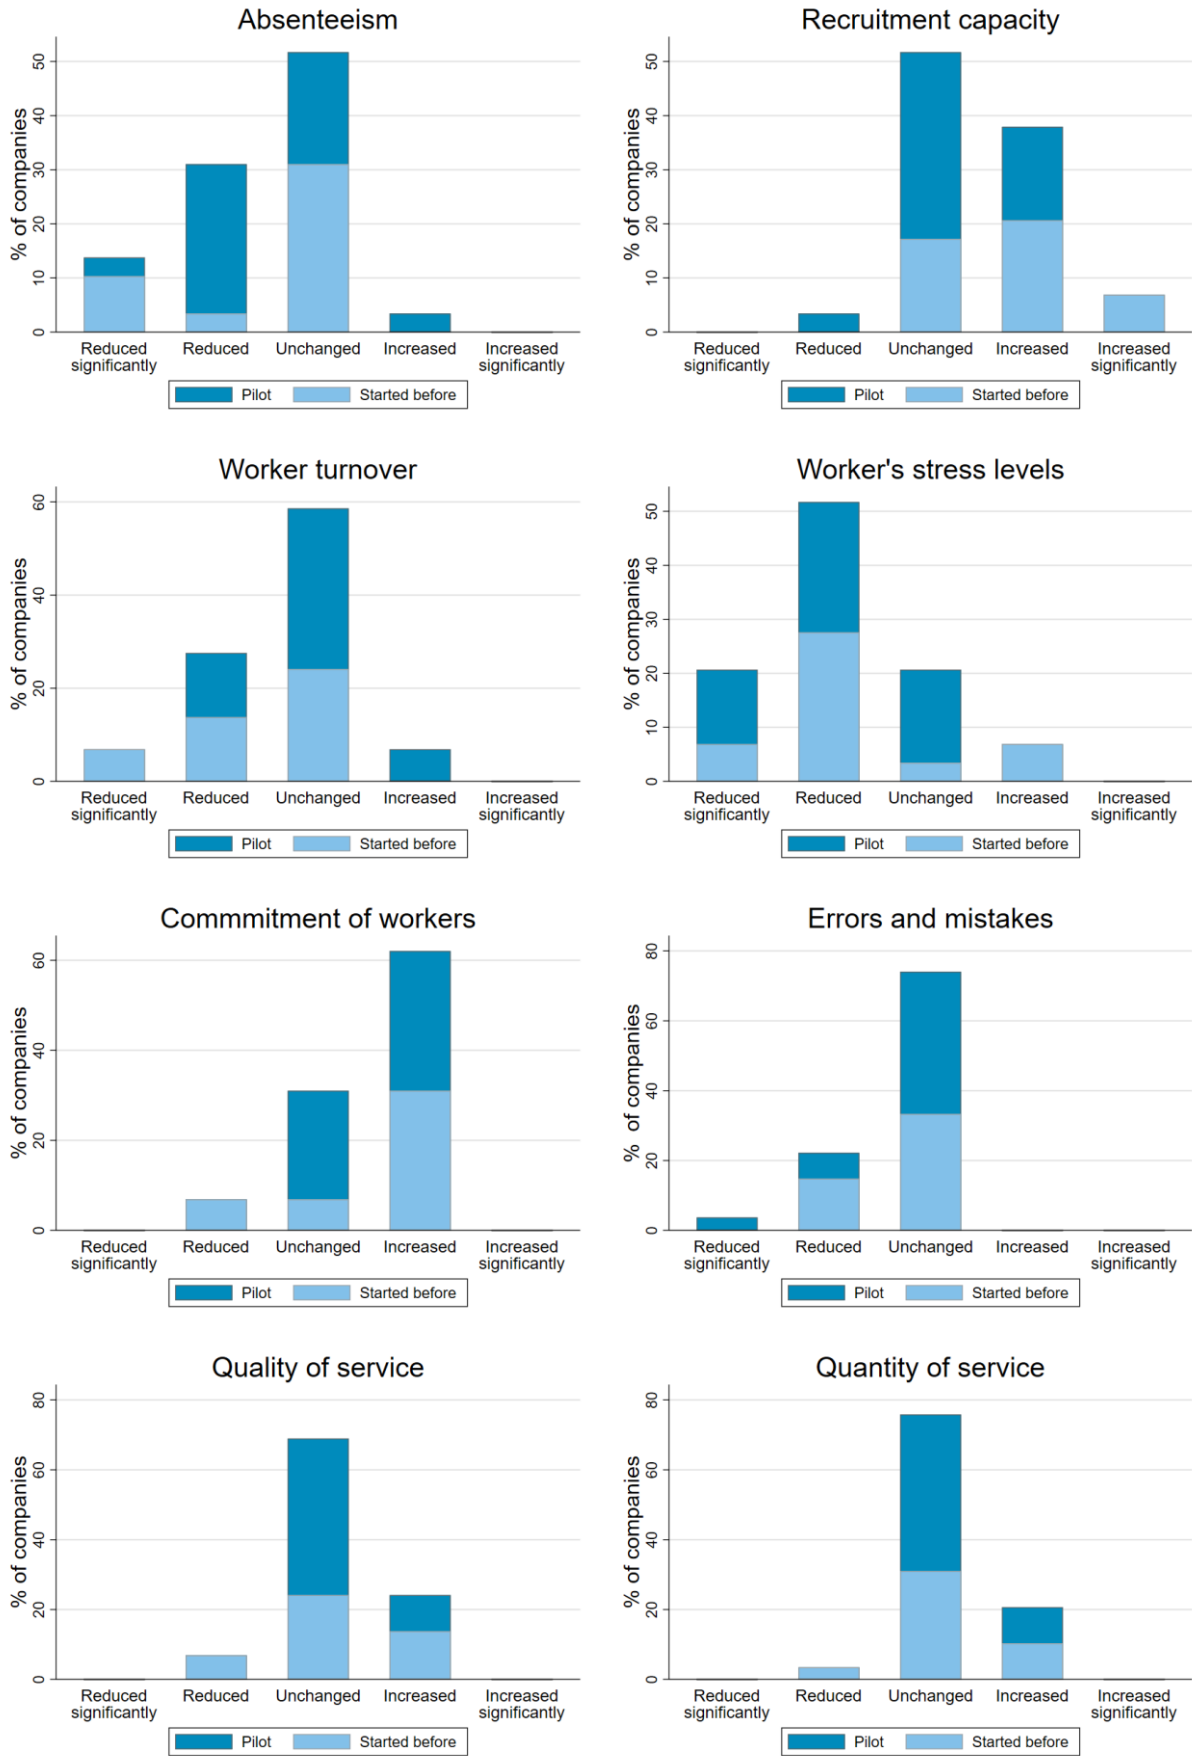 Absenteeism
% of companies
50
40
30
20
10
0
Reduced significantly
Reduced
Unchanged
Increased
Increased significantly
Pilot
Started before
Recruitment capacity
% of companies
50
40
30
20
10
0
Reduced significantly
Reduced
Unchanged
Increased
Increased significantly
Pilot
Started before
Worker turnover
% of companies
60
40
20
0
Reduced significantly
Reduced
Unchanged
Increased
Increased significantly
Pilot
Started before
Worker's stress levels
% of companies
50
40
30
20
10
0
Reduced significantly
Reduced
Unchanged
Increased
Increased significantly
Pilot
Started before
Commmitment of workers
% of companies
60
40
20
0
Reduced significantly
Reduced
Unchanged
Increased
Increased significantly
Pilot
Started before
Errors and mistakes
% of companies
80
60
40
20
0
Reduced significantly
Reduced
Unchanged
Increased
Increased significantly
Pilot
Started before
Quality of service
% of companies
80
60
40
20
0
Reduced significantly
Reduced
Unchanged
Increased
Increased significantly
Pilot
Started before
Quantity of service
% of companies
80
60
40
20
0
Reduced significantly
Reduced
Unchanged
Increased
Increased significantly
Pilot
Started before